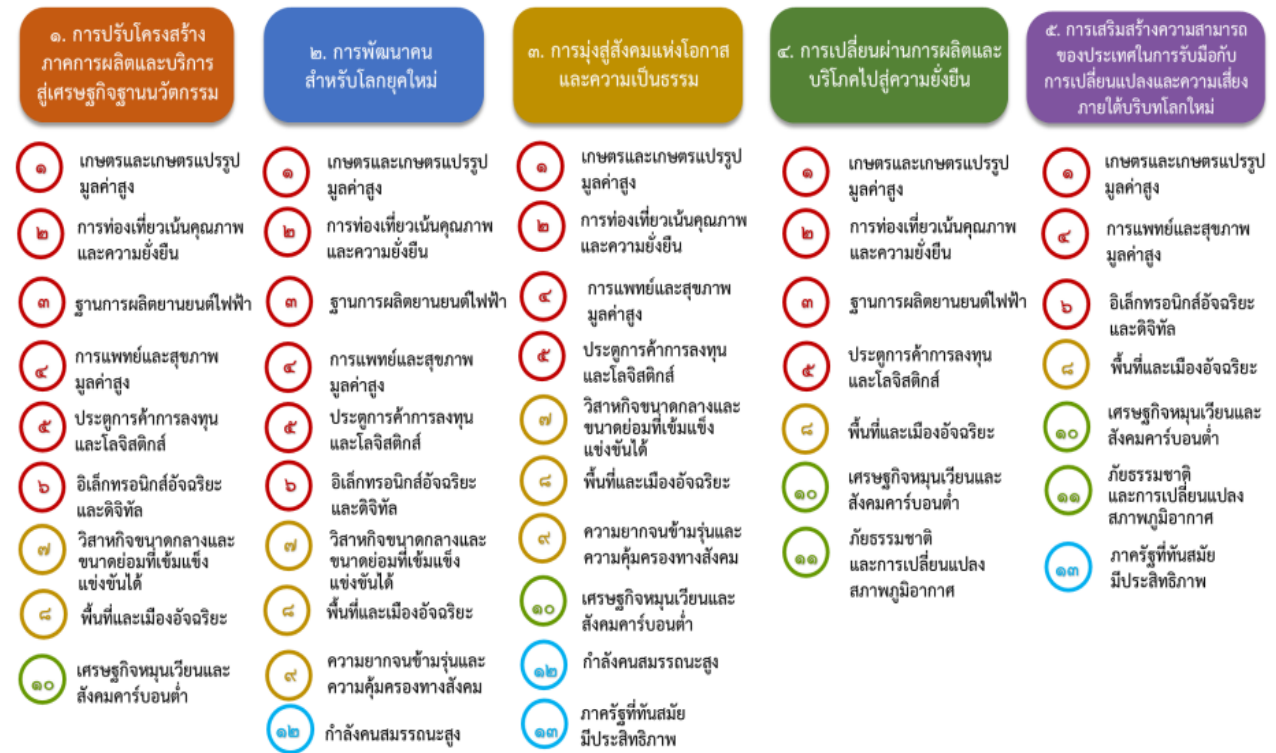 ๑. การปรับโครงสร้าง
ภาคการผลิตและบริการ
สู่เศรษฐกิจฐานนวัตกรรม
๑
เกษตรและเกษตรแปรรูป
มูลค่าสูง
๒
การท่องเที่ยวเน้นคุณภาพ
และความยั่งยืน
๓
ฐานการผลิตยานยนต์ไฟฟ้า
๔
การแพทย์และสุขภาพ
มูลค่าสูง
๕
ประตูการค้าการลงทุน
และโลจิสติกส์
๖
อิเล็กทรอนิกส์อัจฉริยะ
และดิจิทัล
๗
วิสาหกิจขนาดกลางและ
ขนาดย่อมที่เข้มแข็ง
แข่งขันได้
๘
พื้นที่และเมืองอัจฉริยะ
๑๐
เศรษฐกิจหมุนเวียนและ
สังคมคาร์บอนต่ำ
๒. การพัฒนาคน
สำหรับโลกยุคใหม่
๑
เกษตรและเกษตรแปรรูป
มูลค่าสูง
๒
การท่องเที่ยวเน้นคุณภาพ
และความยั่งยืน
๓
ฐานการผลิตยานยนต์ไฟฟ้า
๔
การแพทย์และสุขภาพ
มูลค่าสูง
๕
ประตูการค้าการลงทุน
และโลจิสติกส์
๖
อิเล็กทรอนิกส์อัจฉริยะ
และดิจิทัล
๗
วิสาหกิจขนาดกลางและ
ขนาดย่อมที่เข้มแข็ง
แข่งขันได้
๘
พื้นที่และเมืองอัจฉริยะ
๙
ความยากจนข้ามรุ่นและ
ความคุ้มครองทางสังคม
๑๒
กำลังคนสมรรถนะสูง
๓. การมุ่งสู่สังคมแห่งโอกาส
และความเป็นธรรม
๑
เกษตรและเกษตรแปรรูป
มูลค่าสูง
๒
การท่องเที่ยวเน้นคุณภาพ
และความยั่งยืน
๔
การแพทย์และสุขภาพ
มูลค่าสูง
๕
ประตูการค้าการลงทุน
และโลจิสติกส์
๗
วิสาหกิจขนาดกลางและ
ขนาดย่อมที่เข้มแข็ง
แข่งขันได้
๘
พื้นที่และเมืองอัจฉริยะ
๙
ความยากจนข้ามรุ่นและ
ความคุ้มครองทางสังคม
๑๐
เศรษฐกิจหมุนเวียนและ
สังคมคาร์บอนต่ำ
๑๒
กำลังคนสมรรถนะสูง
๑๓
ภาครัฐที่ทันสมัย
มีประสิทธิภาพ
๔. การเปลี่ยนผ่านการผลิตและ
บริโภคไปสู่ความยั่งยืน
๑
เกษตรและเกษตรแปรรูป
มูลค่าสูง
๒
การท่องเที่ยวเน้นคุณภาพ
และความยั่งยืน
๓
ฐานการผลิตยานยนต์ไฟฟ้า
๕
ประตูการค้าการลงทุน
และโลจิสติกส์
๘
พื้นที่และเมืองอัจฉริยะ
๑๐
เศรษฐกิจหมุนเวียนและ
สังคมคาร์บอนต่ำ
๑๑
ภัยธรรมชาติ
และการเปลี่ยนแปลง
สภาพภูมิอากาศ
๕. การเสริมสร้างความสามารถ
ของประเทศในการรับมือกับ
การเปลี่ยนแปลงและความเสี่ยง
ภายใต้บริบทโลกใหม่
๑
เกษตรและเกษตรแปรรูป
มูลค่าสูง
๔
การแพทย์และสุขภาพ
มูลค่าสูง
๖
อิเล็กทรอนิกส์อัจฉริยะ
และดิจิทัล
๘
พื้นที่และเมืองอัจฉริยะ
๑๐
เศรษฐกิจหมุนเวียนและ
สังคมคาร์บอนต่ำ
๑๑
ภัยธรรมชาติ
และการเปลี่ยนแปลง
สภาพภูมิอากาศ
๑๓
ภาครัฐที่ทันสมัย
มีประสิทธิภาพ